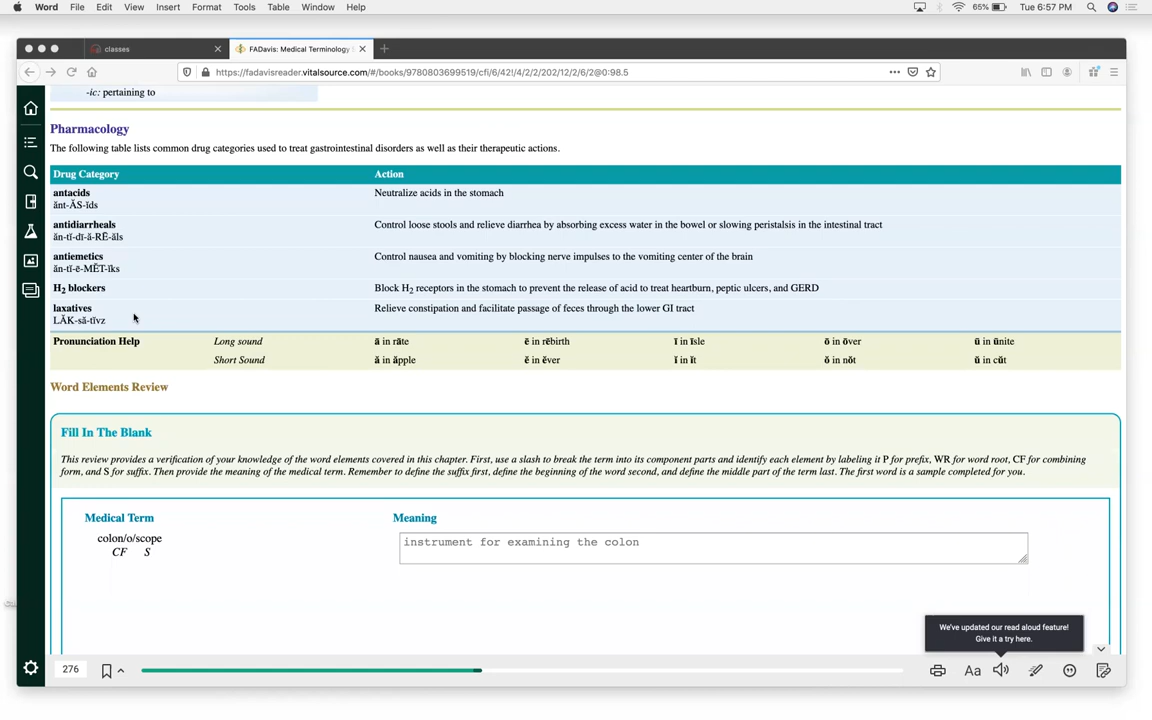 Word File Edit View Insert Format Tools Table Window Help 65% Tue 6:57 PM
classes FADavis: Medical Terminology
https://fadavisreader.vitalsource.com/#/books/9780803699519/cfi/6/42!/4/2/2/202/12/2/6/2@0:98.5
-ic: pertaining to
Pharmacology
The following table lists common drug categories used to treat gastrointestinal disorders as well as their therapeutic actions.
Drug Category Action
antacids Neutralize acids in the stomach
ănt-ĂS-ĭds
antidiarrheals Control loose stools and relieve diarrhea by absorbing excess water in the bowel or slowing peristalsis in the intestinal tract
ăn-tĭ-dī-ă-RĒ-ăls
antiemetics Control nausea and vomiting by blocking nerve impulses to the vomiting center of the brain
ăn-tĭ-ē-MĔT-ĭks
H2 blockers Block H2 receptors in the stomach to prevent the release of acid to treat heartburn, peptic ulcers, and GERD
laxatives Relieve constipation and facilitate passage of feces through the lower GI tract
LĂK-să-tĭvz
Pronunciation Help Long sound ā in rāte ē in rēbirth ī in īsle ō in ōver ū in ūnite
Short Sound ă in ăpple ĕ in ĕver ĭ in ĭt ŏ in nŏt ŭ in cŭt
Word Elements Review
Fill In The Blank
This review provides a verification of your knowledge of the word elements covered in this chapter. First, use a slash to break the term into its component parts and identify each element by labeling it P for prefix, WR for word root, CF for combining
form, and S for suffix. Then provide the meaning of the medical term. Remember to define the suffix first, define the beginning of the word second, and define the middle part of the term last. The first word is a sample completed for you.
Medical Term Meaning
colon/o/scope instrument for examining the colon
CF S
We've updated our read aloud feature!
Give it a try here.
276 Aa